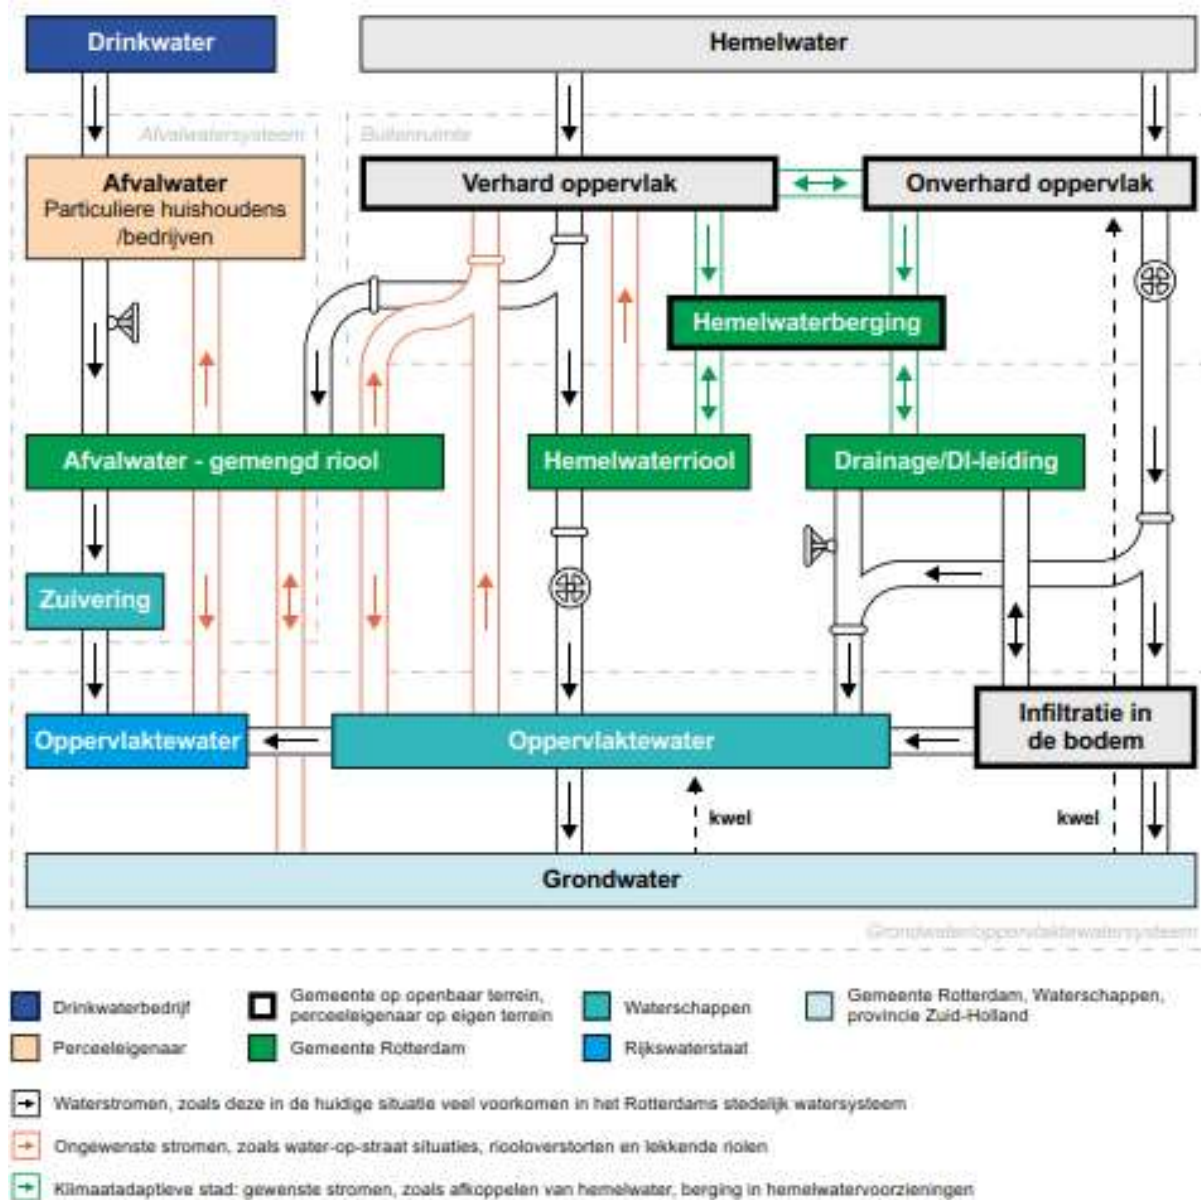 Drinkwater
Hemelwater
Afvalwatersysteem
Buitenruimte
Afvalwater
Particuliere huishoudens
/bedrijven
Verhard oppervlak
Onverhard oppervlak
Hemelwaterberging
Afvalwater - gemengd riool
Hemelwaterriool
Drainage/DI-leiding
Zuivering
Oppervlaktewater
Oppervlaktewater
Infiltratie in
de bodem
kwel
kwel
Grondwater
Grondwater/oppervlaktewatersysteem
Drinkwaterbedrijf
Gemeente op openbaar terrein,
perceeleigenaar op eigen terrein
Waterschappen
Gemeente Rotterdam, Waterschappen,
provincie Zuid-Holland
Perceeleigenaar
Gemeente Rotterdam
Rijkswaterstaat
Waterstromen, zoals deze in de huidige situatie veel voorkomen in het Rotterdams stedelijk watersysteem
Ongewenste stromen, zoals water-op-straat situaties, riooloverstorten en lekkende riolen
Klimaatadaptieve stad: gewenste stromen, zoals afkoppelen van hemelwater, berging in hemelwatervoorzieningen